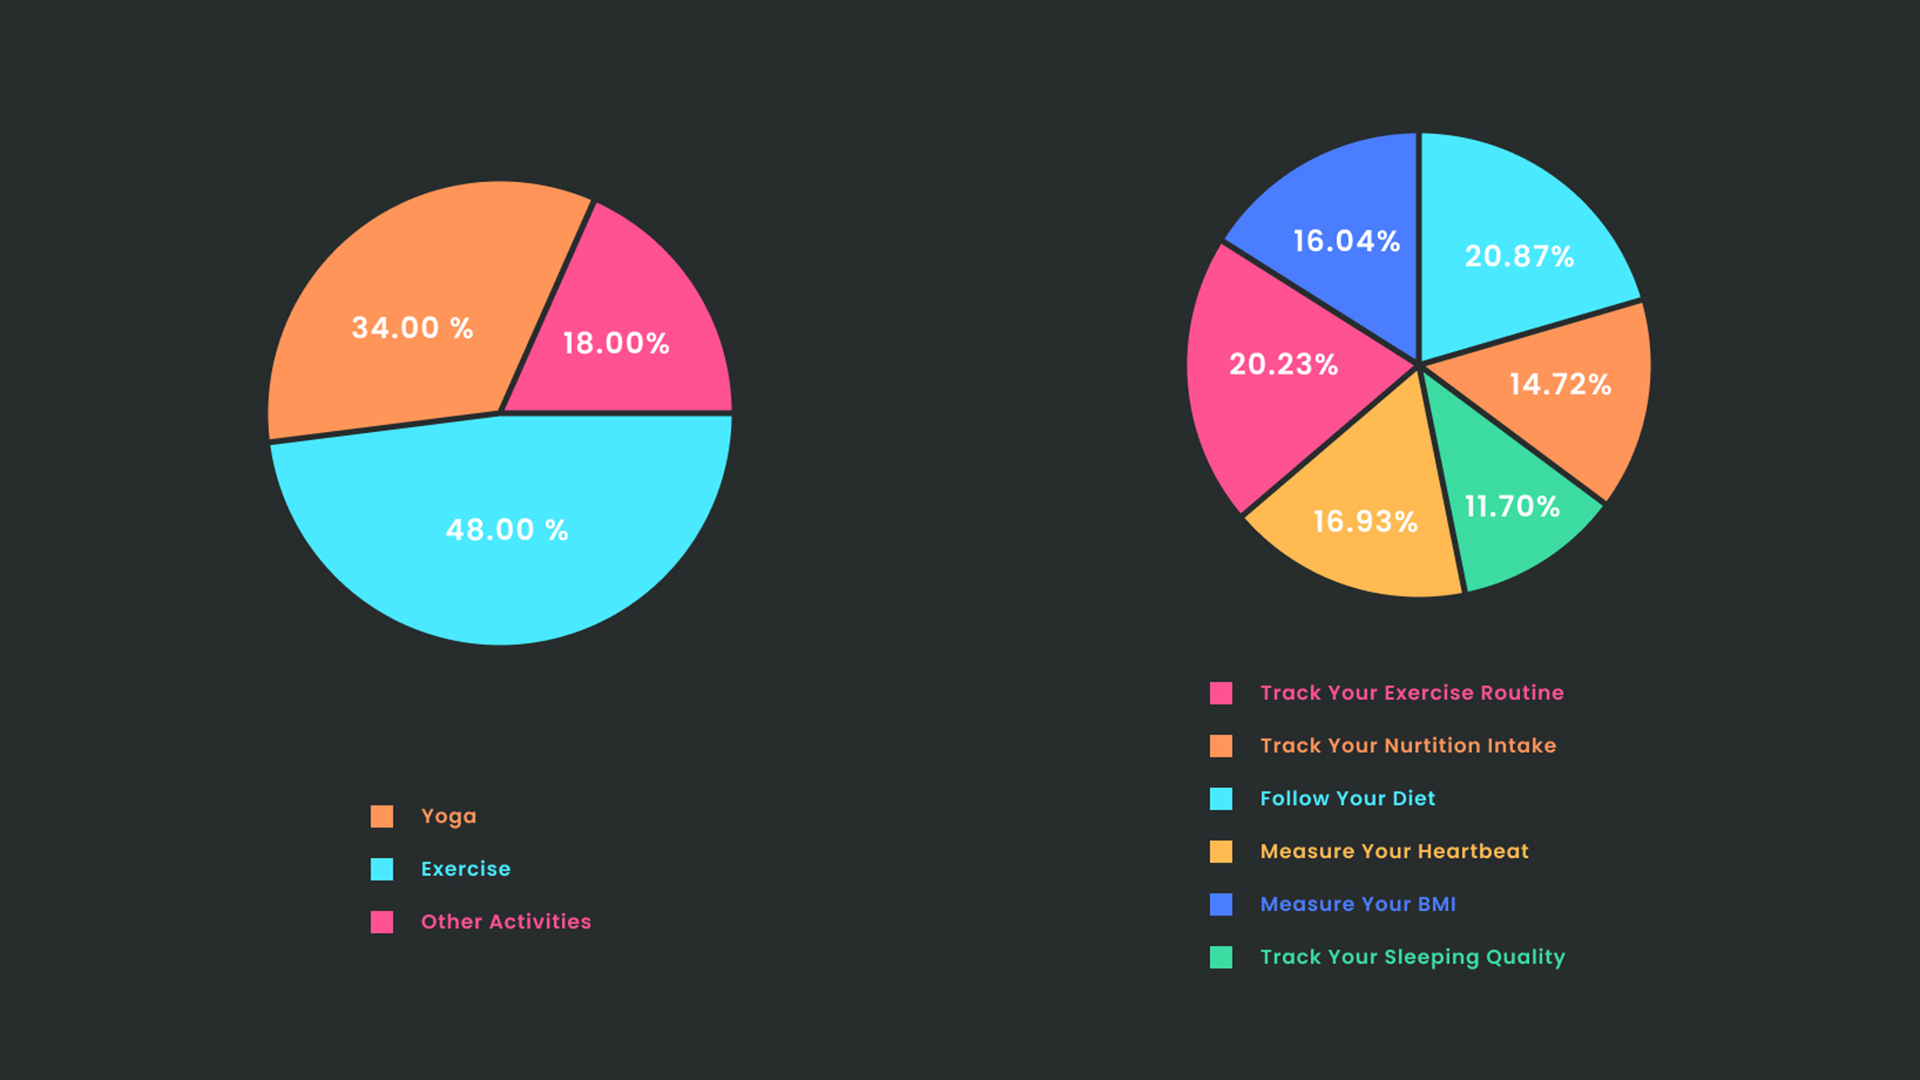 34.00 %
18.00%
48.00 %
Yoga
Exercise
Other Activities
16.04%
20.87%
20.23%
14.72%
16.93%
11.70%
Track Your Exercise Routine
Track Your Nurtition Intake
Follow Your Diet
Measure Your Heartbeat
Measure Your BMI
Track Your Sleeping Quality